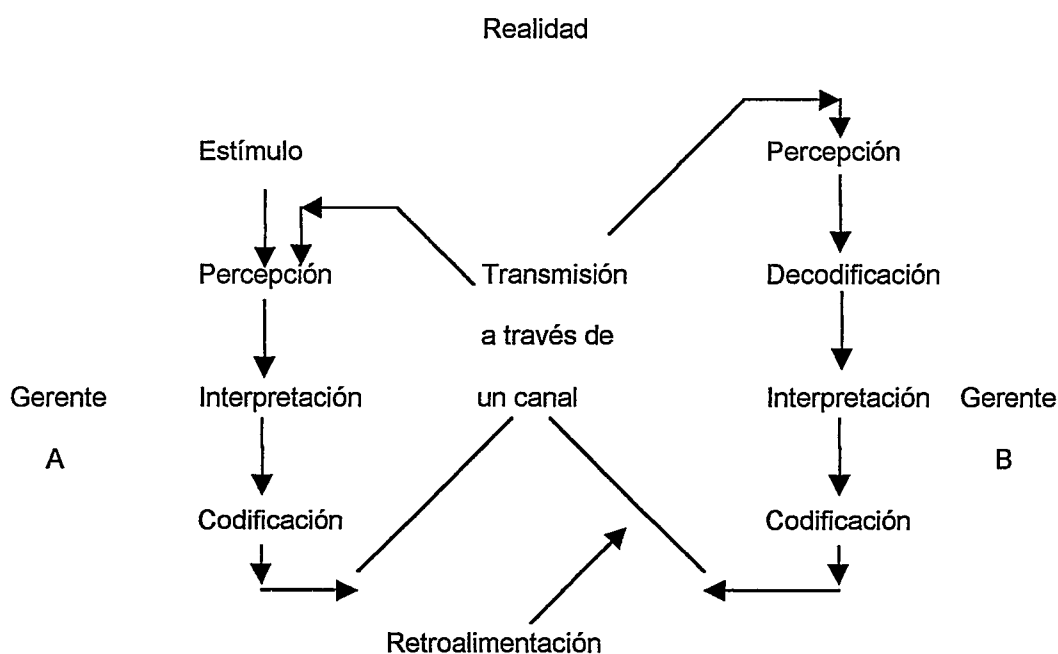 Realidad
Estímulo Percepción
Percepción Transmisión Decodificación
a través de
Gerente Interpretación un canal Interpretación Gerente
A B
Codificación Codificación
Retroalimentación